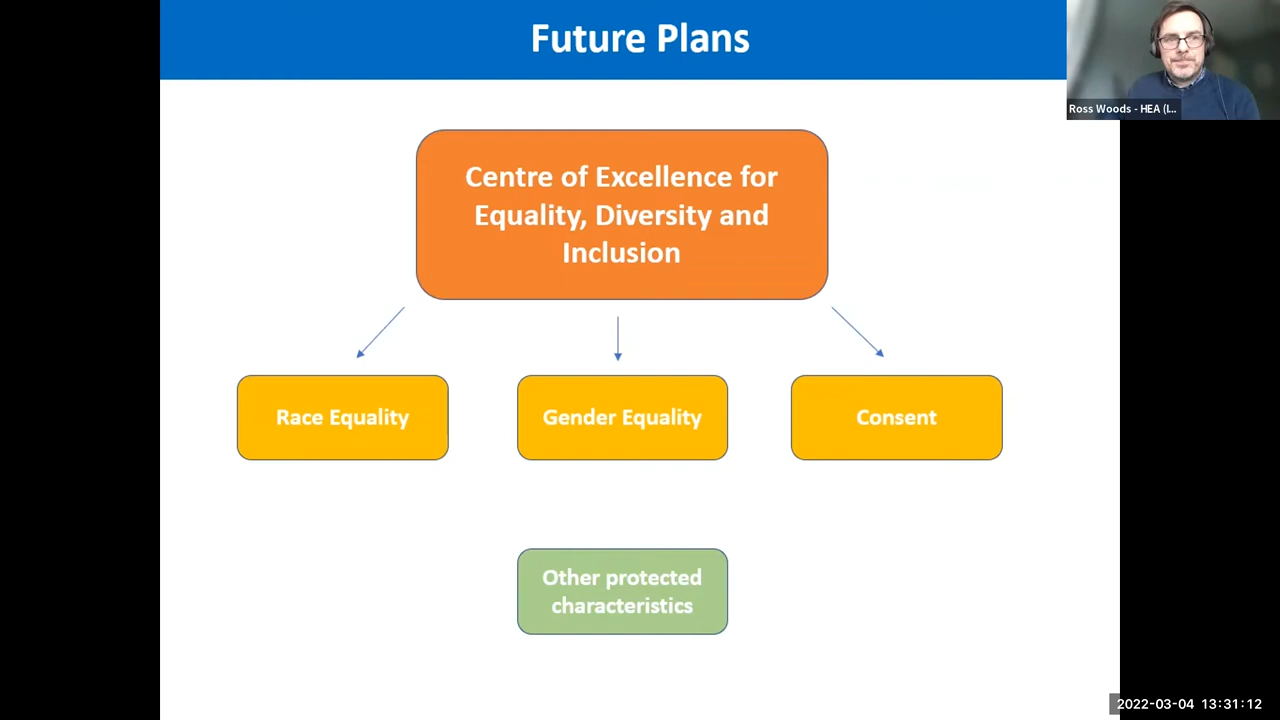 Future Plans
Ross Woods - HEA (I...
Centre of Excellence for
Equality, Diversity and
Inclusion
Race Equality
Gender Equality
Consent
Other protected
characteristics
2022-03-04 13:31:12